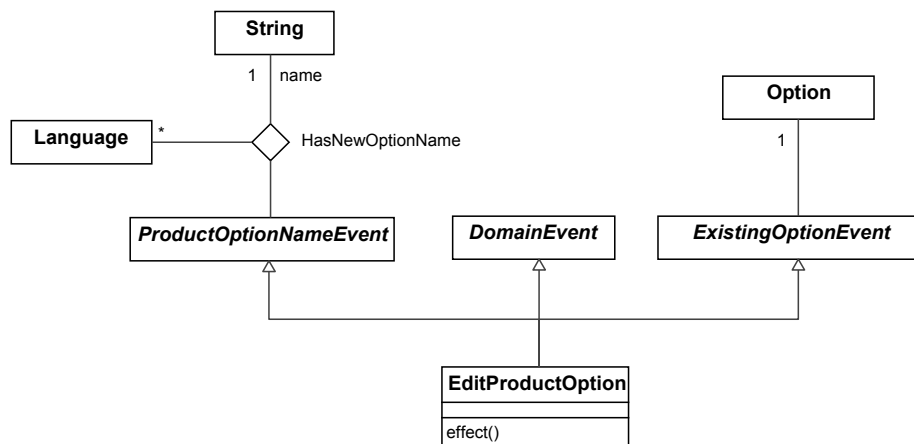 String
1 name
Option
Language
*
HasNewOptionName
1
ProductOptionNameEvent
DomainEvent
ExistingOptionEvent
EditProductOption
effect()